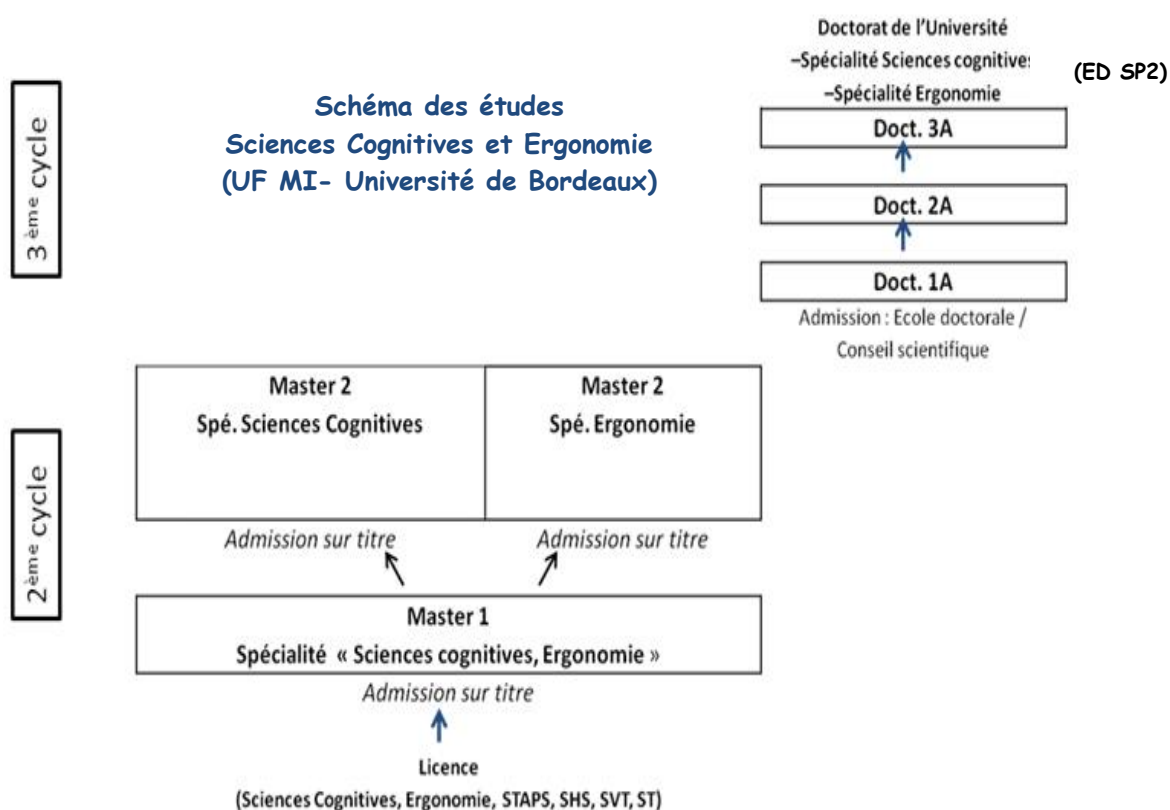 Doctorat de l'Université
–Spécialité Sciences cognitives
–Spécialité Ergonomie
(ED SP2)
3ème cycle
Schéma des études
Sciences Cognitives et Ergonomie
(UF MI- Université de Bordeaux)
Doct. 3A
Doct. 2A
Doct. 1A
Admission : Ecole doctorale /
Conseil scientifique
2ème cycle
Master 2
Spé. Sciences Cognitives
Master 2
Spé. Ergonomie
Admission sur titre
Admission sur titre
Master 1
Spécialité « Sciences cognitives, Ergonomie »
Admission sur titre
Licence
(Sciences Cognitives, Ergonomie, STAPS, SHS, SVT, ST)